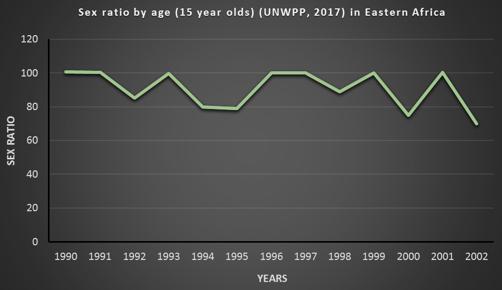 Sex ratio by age (15 year olds) (UNWPP, 2017) in Eastern Africa
120
100
80
60
40
20
0
SEX RATIO
1990 1991 1992 1993 1994 1995 1996 1997 1998 1999 2000 2001 2002
YEARS